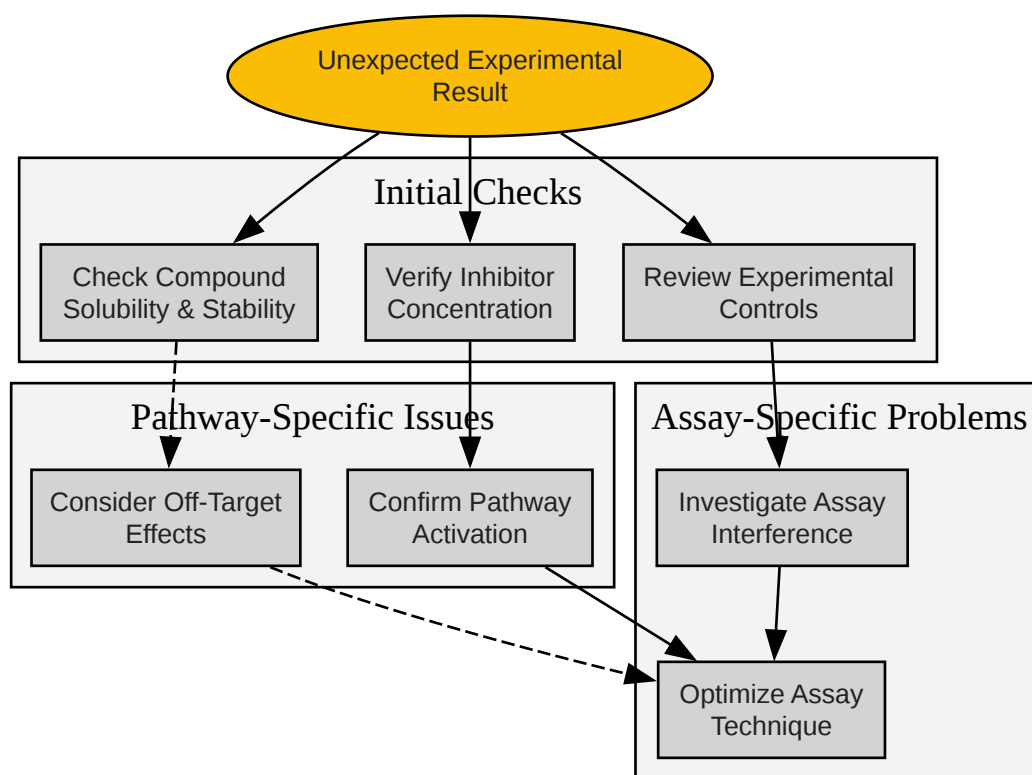 Unexpected Experimental
Result
Initial Checks
Check Compound
Solubility & Stability
Verify Inhibitor
Concentration
Review Experimental
Controls
Pathway-Specific Issues
Assay-Specific Problems
Consider Off-Target
Effects
Confirm Pathway
Activation
Investigate Assay
Interference
Optimize Assay
Technique